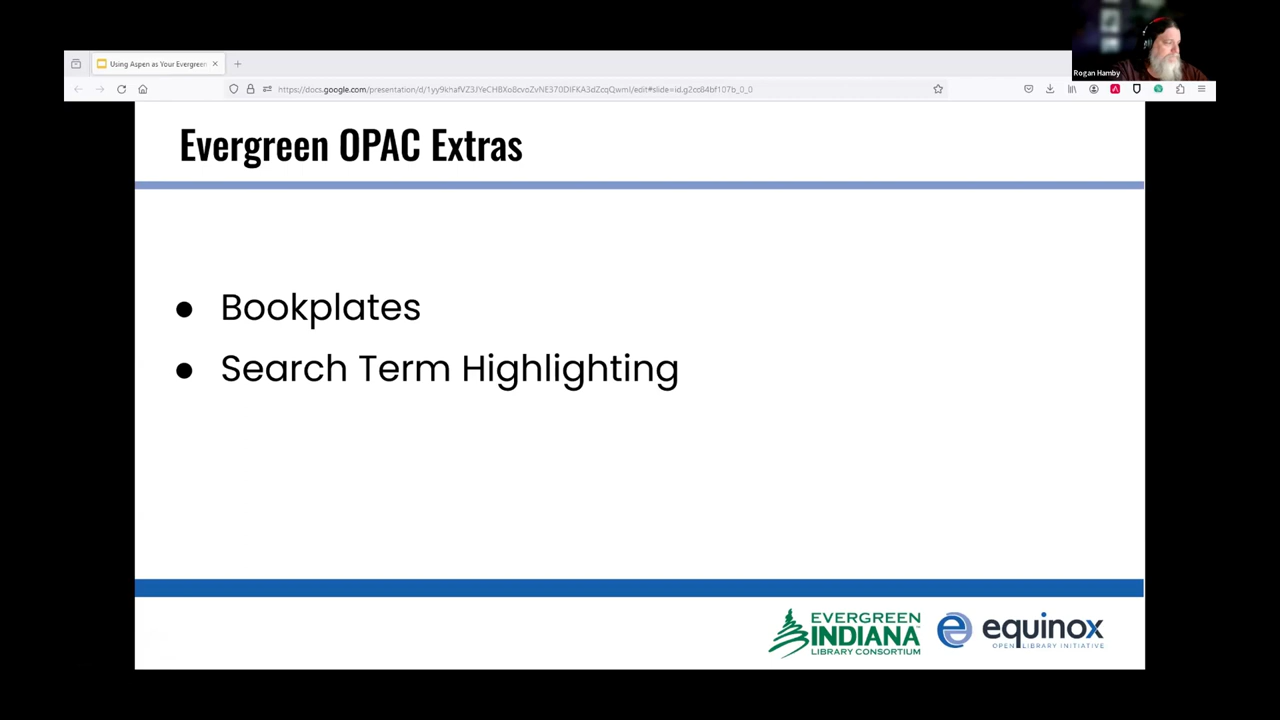 Using Aspen as Your Evergreen
Rogan Hamby
Evergreen OPAC Extras
● Bookplates
● Search Term Highlighting
EVERGREEN
INDIANA
LIBRARY CONSORTIUM
equinox
OPEN LIBRARY INITIATIVE